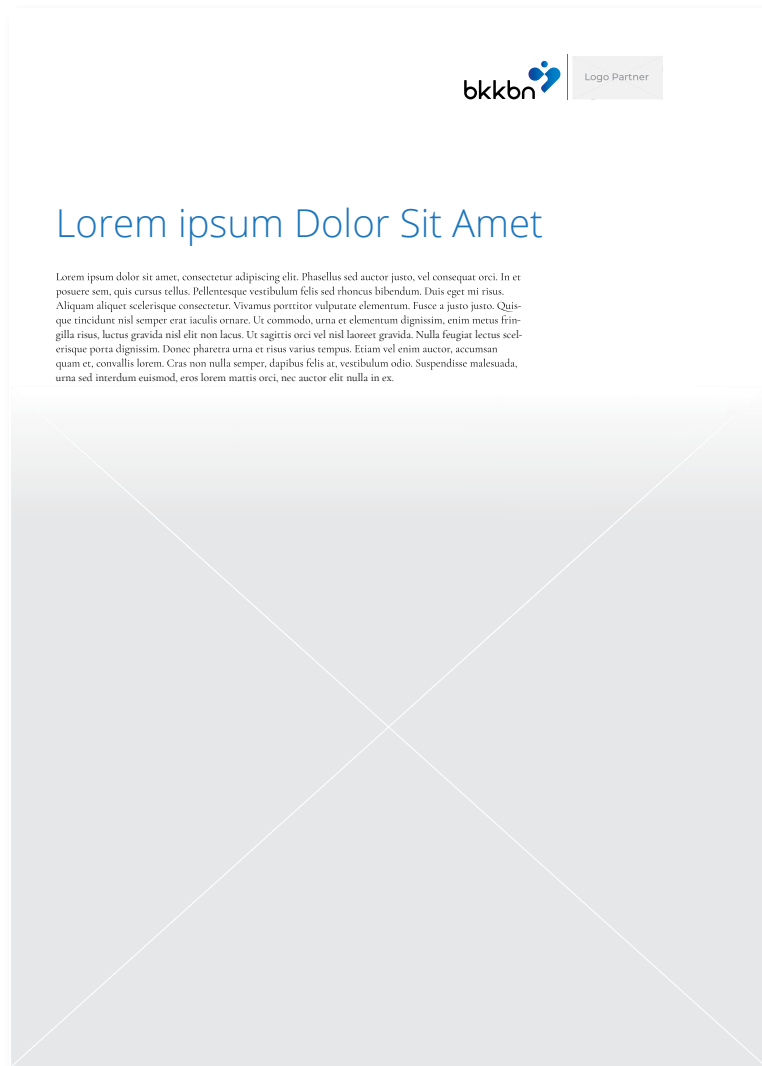 bkkbn
Logo Partner
Lorem ipsum Dolor Sit Amet
Lorem ipsum dolor sit amet, consectetur adipiscing elit. Phasellus sed auctor justo, vel consequat orci. In et
posuere sem, quis cursus tellus. Pellentesque vestibulum felis sed rhoncus bibendum. Duis eget mi risus.
Aliquam aliquet scelerisque consectetur. Vivamus porttitor vulputate elementum. Fusce a justo justo. Quis-
que tincidunt nisl semper erat iaculis ornare. Ut commodo, urna et elementum dignissim, enim metus frin-
gilla risus, luctus gravida nisl elit non lacus. Ut sagittis orci vel nisl laoreet gravida. Nulla feugiat lectus scel-
erisque porta dignissim. Donec pharetra urna et risus varius tempus. Etiam vel enim auctor, accumsan
quam et, convallis lorem. Cras non nulla semper, dapibus felis at, vestibulum odio. Suspendisse malesuada,
urna sed interdum euismod, eros lorem mattis orci, nec auctor elit nulla in ex.